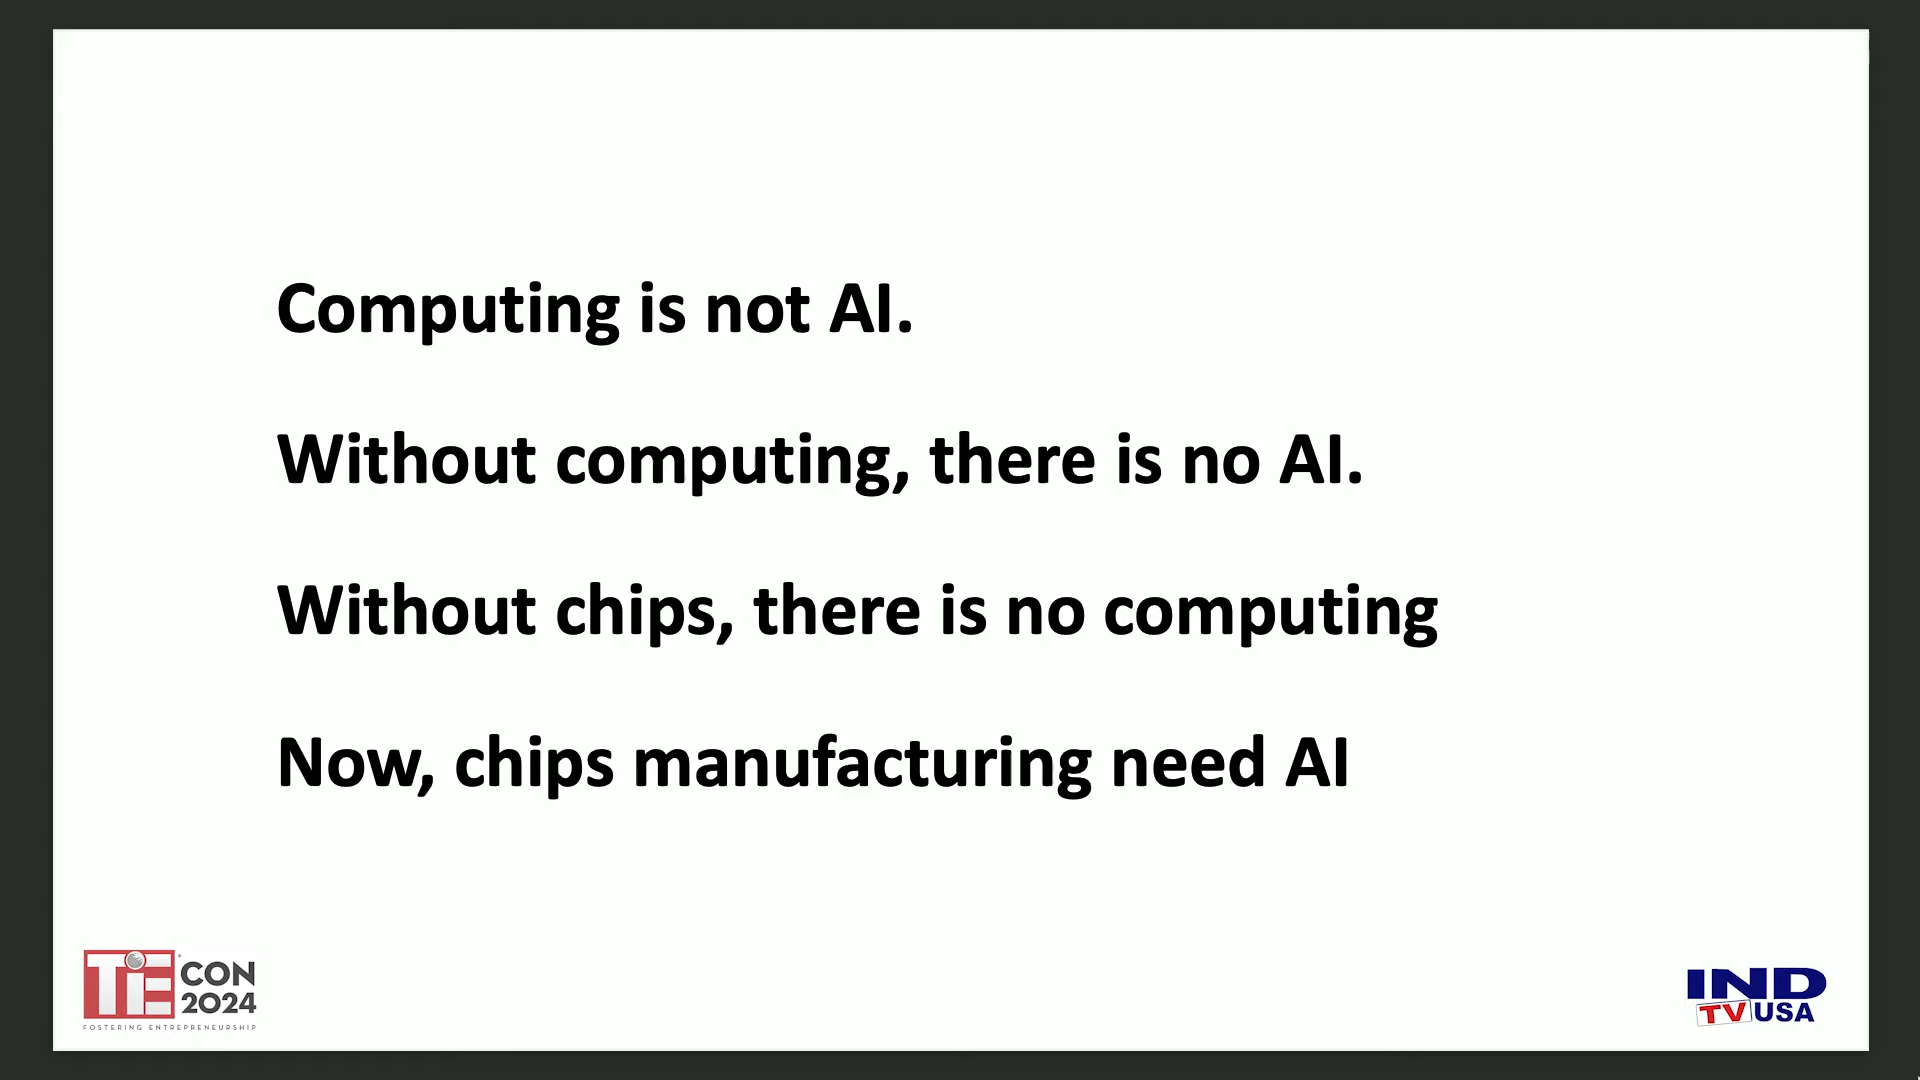 Computing is not AI.
Without computing, there is no AI.
Without chips, there is no computing
Now, chips manufacturing need AI
TiE CON
2024
FOSTERING ENTREPRENEURSHIP
IND
TV USA